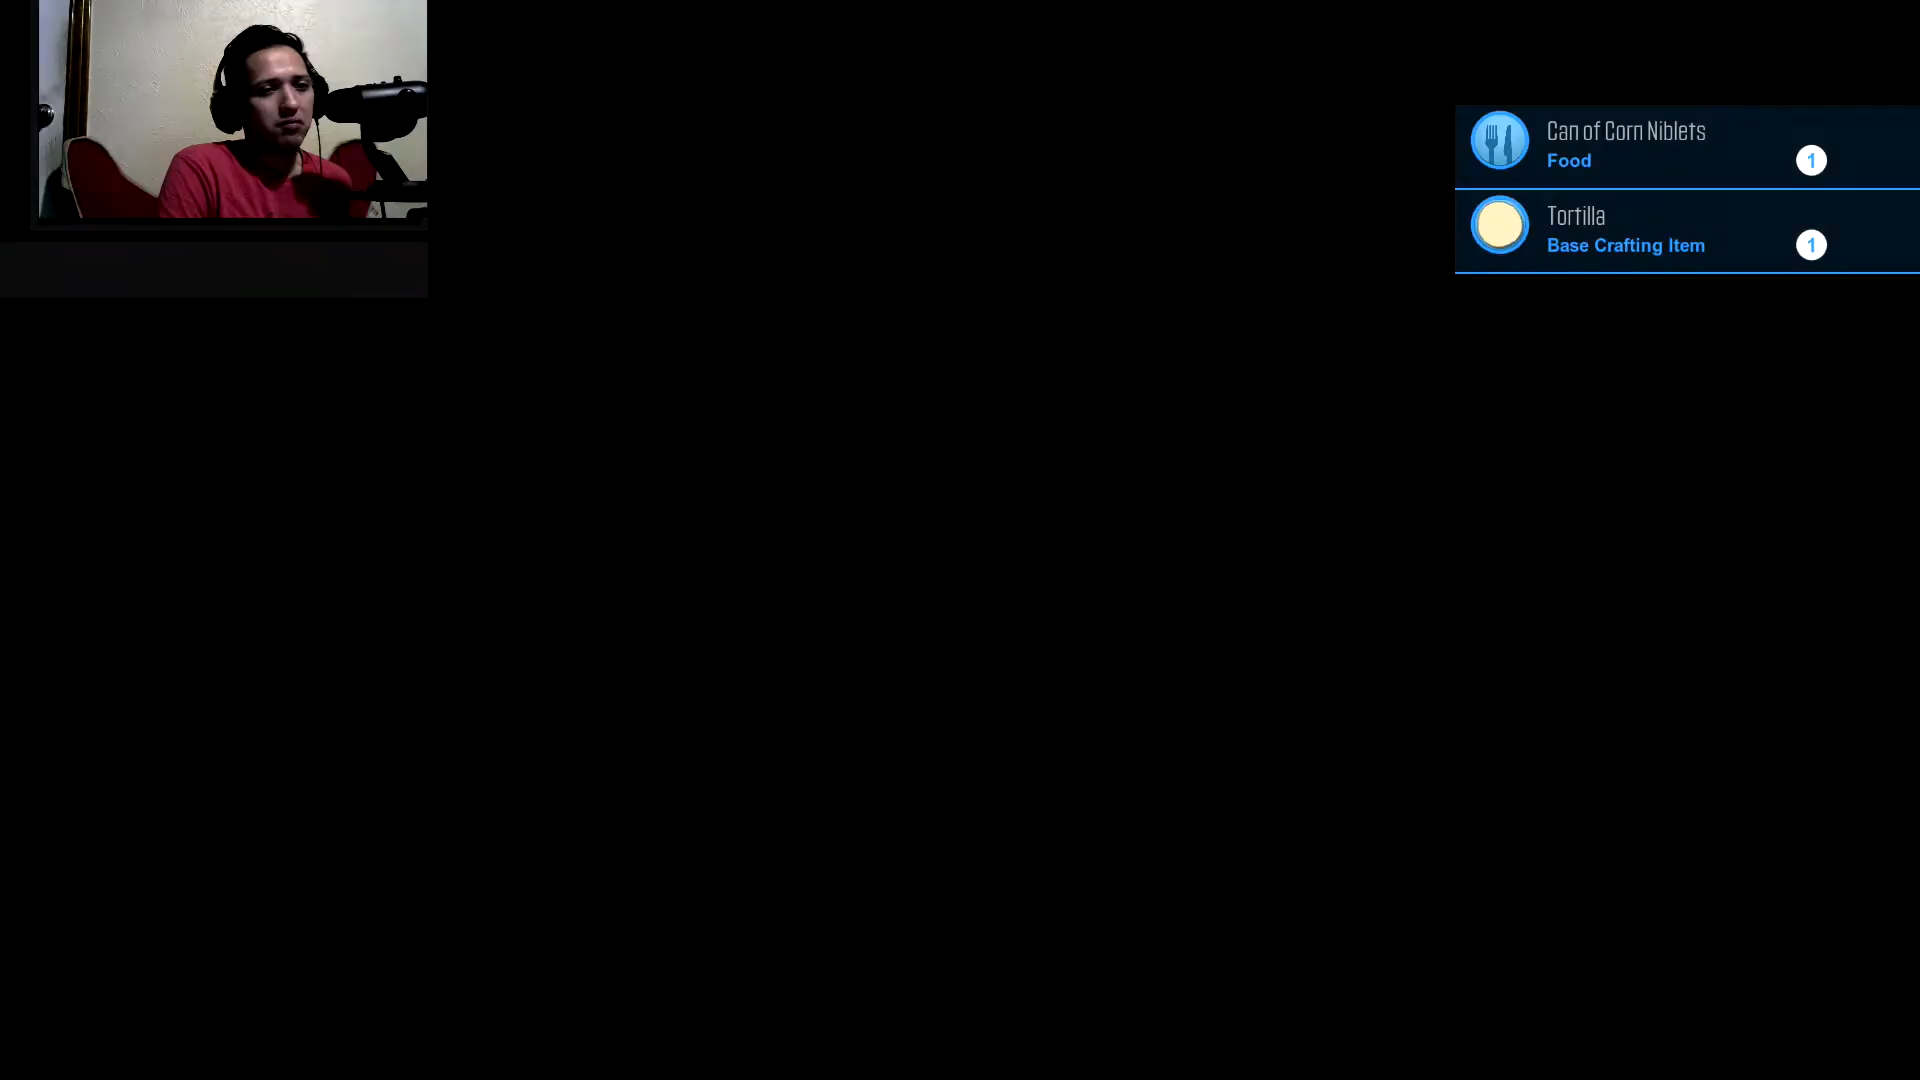 Can of Corn Niblets
Food
1
Tortilla
Base Crafting Item
1